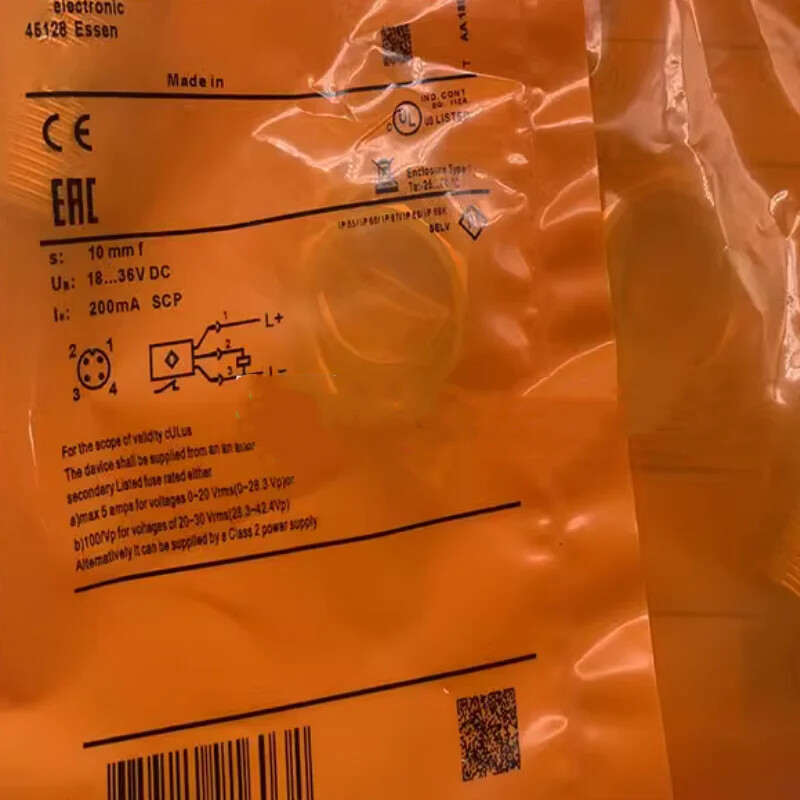 electronic
45128 Essen
Made in
CE
EAC
IND. CONT
EQ. 112A
C UL US LISTED
Enclosure Type 1
SELV
s: 10 mm f
18...36V DC
200mA SCP
1
L+
2
3
L-
2 1
3 4
For the scope of validity cULus
The device shall be supplied from an
secondary Listed fuse rated either
a)max 5 amps for voltages 0~20 Vrms(0~28.3 Vp)or
b)100/Vp for voltages of 20~30 Vrms(28.3~42.4Vp)
Alternatively it can be supplied by a Class 2 power supply